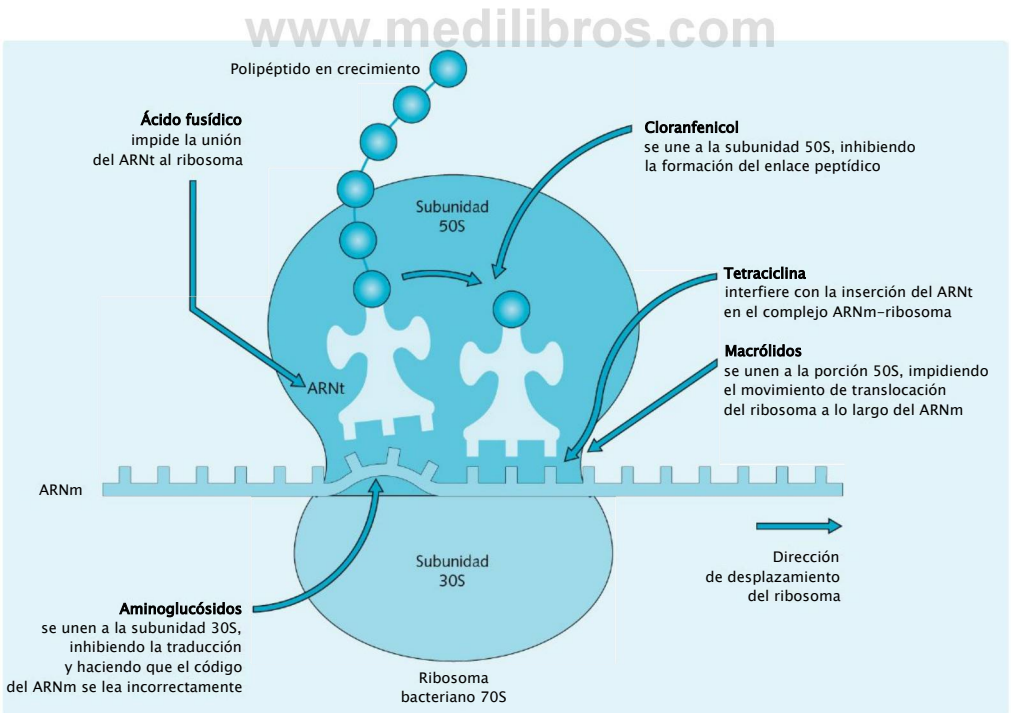 www.medilibros.com
Polipéptido en crecimiento
Ácido fusídico
impide la unión
del ARNt al ribosoma
Cloranfenicol
se une a la subunidad 50S, inhibiendo
la formación del enlace peptídico
Subunidad
50S
Tetraciclina
interfiere con la inserción del ARNt
en el complejo ARNm-ribosoma
Macrólidos
se unen a la porción 50S, impidiendo
el movimiento de translocación
del ribosoma a lo largo del ARNm
ARNt
ARNm
Subunidad
30S
Dirección
de desplazamiento
del ribosoma
Aminoglucósidos
se unen a la subunidad 30S,
inhibiendo la traducción
y haciendo que el código
del ARNm se lea incorrectamente
Ribosoma
bacteriano 70S